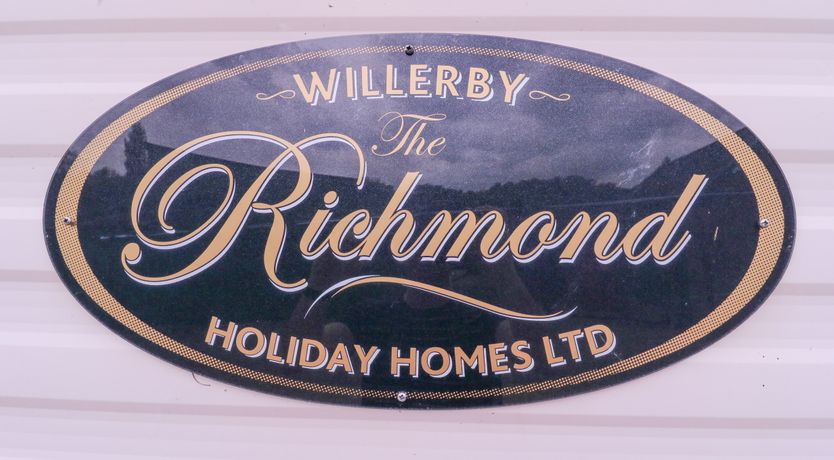 WILLERBY
The
Richmond
HOLIDAY HOMES LTD